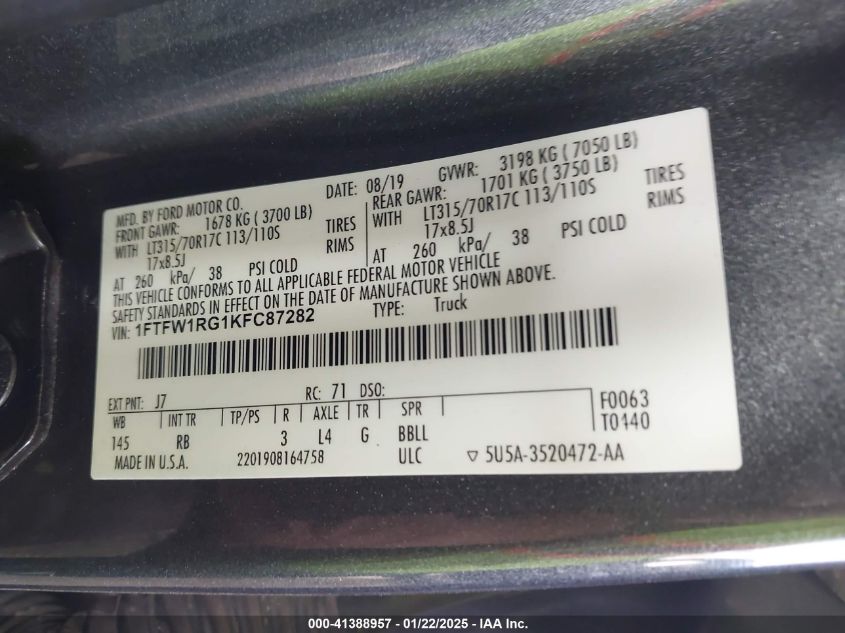 MFD. BY FORD MOTOR CO. DATE: 08/19 GVWR: 3198 KG ( 7050 LB)
FRONT GAWR: 1678 KG ( 3700 LB) REAR GAWR: 1701 KG ( 3750 LB)
WITH LT315/70R17C 113/110S TIRES WITH LT315/70R17C 113/110S TIRES
17x8.5J RIMS 17x8.5J RIMS
AT 260 kPa/ 38 PSI COLD AT 260 kPa/ 38 PSI COLD
THIS VEHICLE CONFORMS TO ALL APPLICABLE FEDERAL MOTOR VEHICLE
SAFETY STANDARDS IN EFFECT ON THE DATE OF MANUFACTURE SHOWN ABOVE.
VIN: 1FTFW1RG1KFC87282 TYPE: Truck
EXT PNT: J7 RC: 71 DSO: F0063
WB INT TR TP/PS R AXLE TR SPR T0440
145 RB 3 L4 G BBLL
MADE IN U.S.A. 2201908164758 ULC ▽ 5U5A-3520472-AA
000-41388957 - 01/22/2025 - IAA Inc.